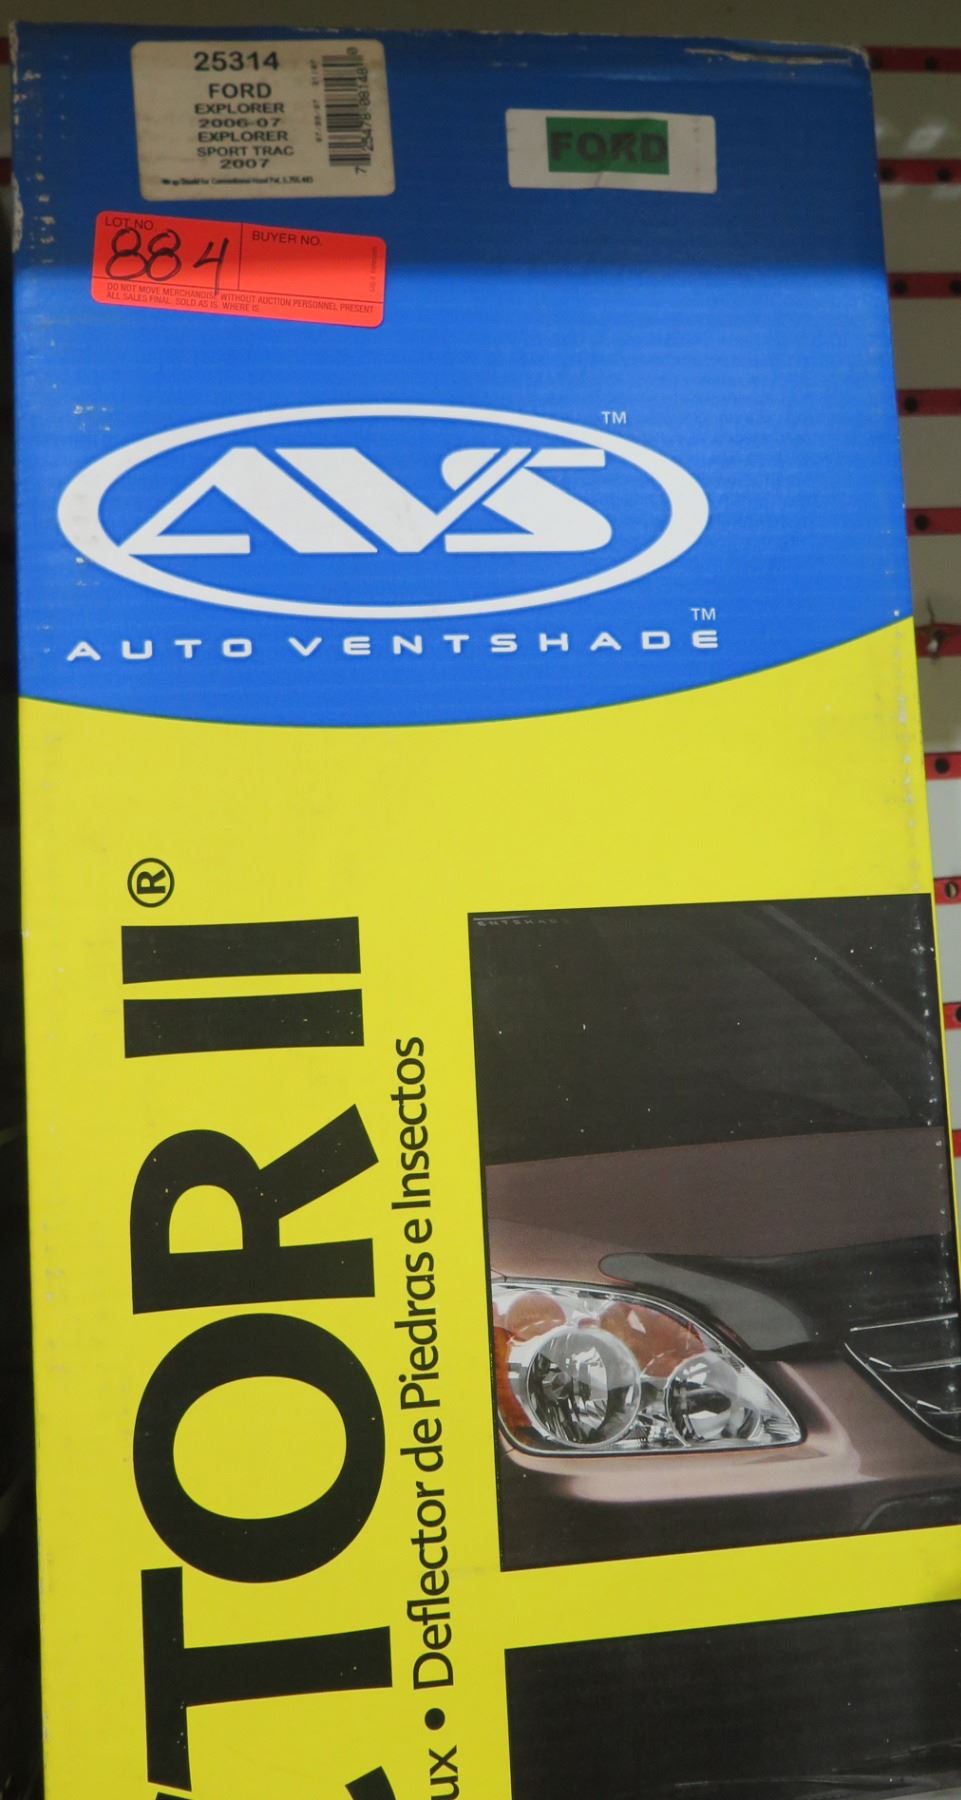 25314
FORD
EXPLORER
2006-07
EXPLORER
SPORT TRAC
2007
FORD
LOT NO.
884
BUYER NO.
DO NOT MOVE MERCHANDISE WITHOUT AUCTION PERSONNEL PRESENT
ALL SALES FINAL. SOLD AS IS. WHERE IS
AVS™
AUTO VENTSHADE™
TOR II®
ux • Deflector de Piedras e Insectos